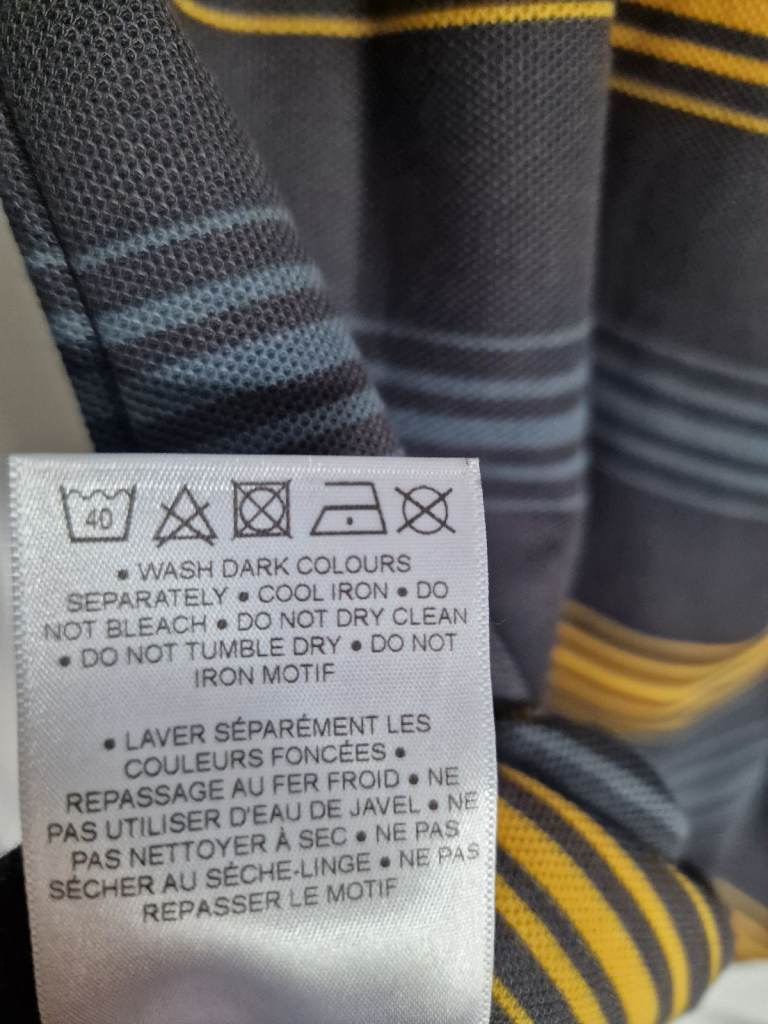 40
• WASH DARK COLOURS
SEPARATELY • COOL IRON • DO
NOT BLEACH • DO NOT DRY CLEAN
• DO NOT TUMBLE DRY • DO NOT
IRON MOTIF
• LAVER SÉPARÉMENT LES
COULEURS FONCÉES •
REPASSAGE AU FER FROID • NE
PAS UTILISER D'EAU DE JAVEL • NE
PAS NETTOYER À SEC • NE PAS
SÉCHER AU SÈCHE-LINGE • NE PAS
REPASSER LE MOTIF